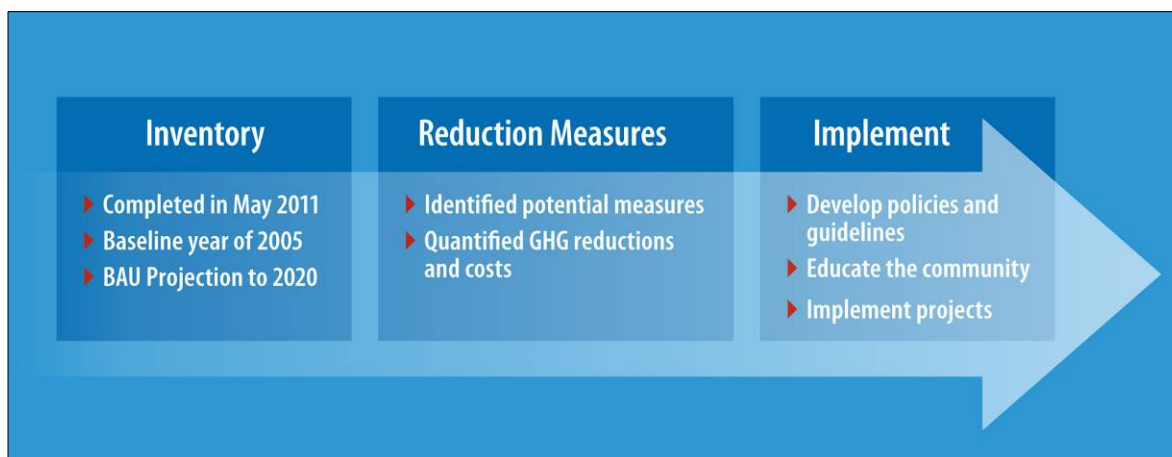 Inventory
Completed in May 2011
Baseline year of 2005
BAU Projection to 2020
Reduction Measures
Identified potential measures
Quantified GHG reductions
and costs
Implement
Develop policies and
guidelines
Educate the community
Implement projects